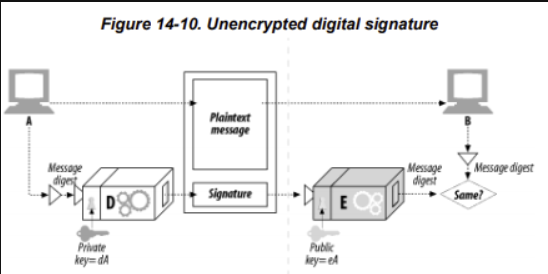 Figure 14-10. Unencrypted digital signature
A
Plaintext
message
B
Message
digest
D
Signature
E
Message
digest
Message digest
Same?
Private
key= dA
Public
key= eA